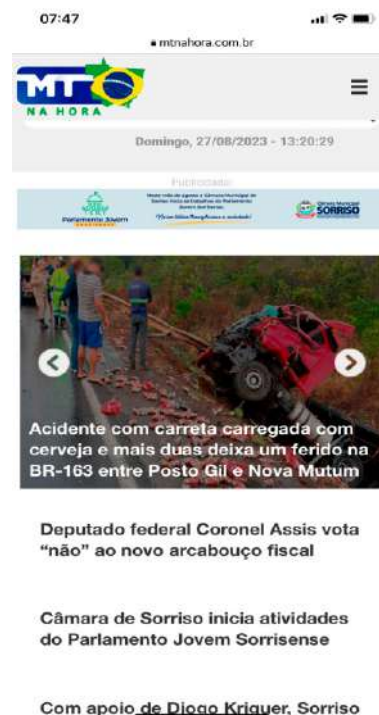 07:47
mtnahora.com.br
MT
NA HORA
Domingo, 27/08/2023 - 13:20:29
PUBLICIDADE
Parlamento Jovem
Câmara Municipal
SORRISO
Acidente com carreta carregada com
cerveja e mais duas deixa um ferido na
BR-163 entre Posto Gil e Nova Mutum
Deputado federal Coronel Assis vota
“não” ao novo arcabouço fiscal
Câmara de Sorriso inicia atividades
do Parlamento Jovem Sorrisense
Com apoio de Diogo Kriguer, Sorriso